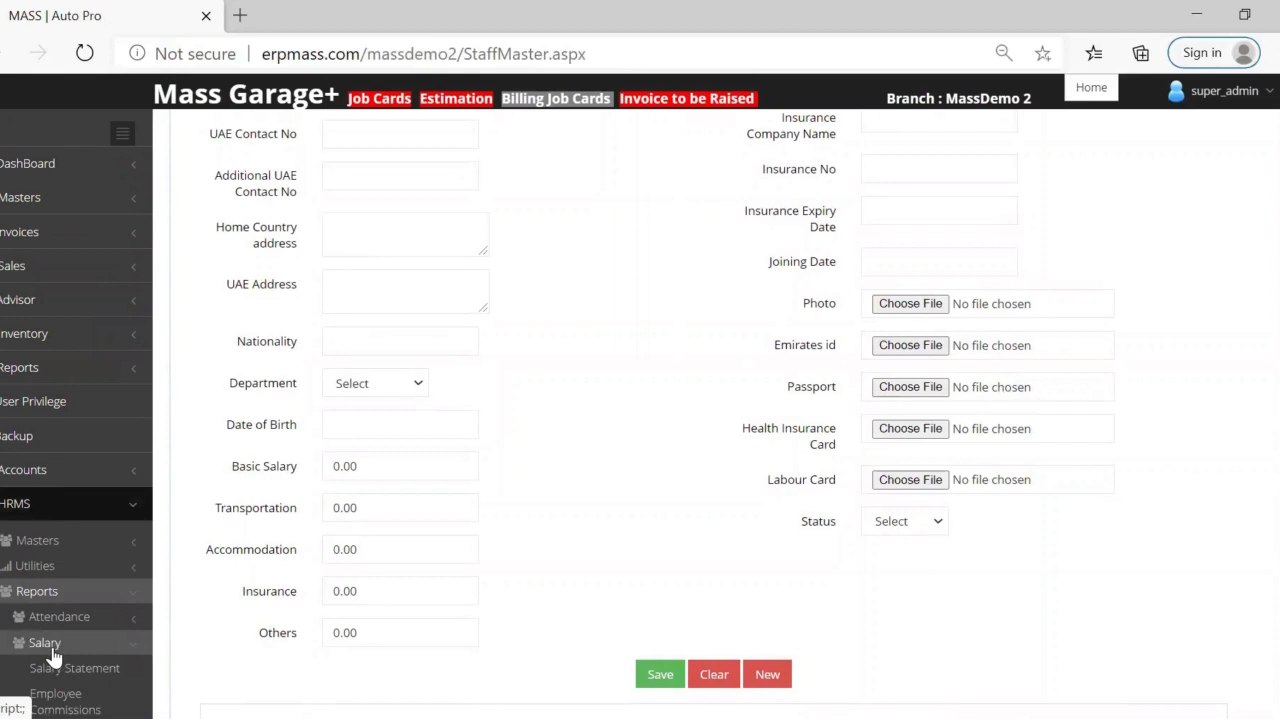 MASS | Auto Pro
Not secure
erpmass.com/massdemo2/StaffMaster.aspx
Sign in
Mass Garage+
Job Cards
Estimation
Billing Job Cards
Invoice to be Raised
Branch : MassDemo 2
Home
super_admin
DashBoard
Masters
nvoices
Sales
Advisor
nventory
Reports
User Privilege
Backup
Accounts
HRMS
Masters
Utilities
Reports
Attendance
Salary
Salary Statement
Employee
Commissions
ript:;
UAE Contact No
Additional UAE
Contact No
Home Country
address
UAE Address
Nationality
Department
Select
Date of Birth
Basic Salary
0.00
Transportation
0.00
Accommodation
0.00
Insurance
0.00
Others
0.00
Insurance
Company Name
Insurance No
Insurance Expiry
Date
Joining Date
Photo
Choose File No file chosen
Emirates id
Choose File No file chosen
Passport
Choose File No file chosen
Health Insurance
Card
Choose File No file chosen
Labour Card
Choose File No file chosen
Status
Select
Save
Clear
New